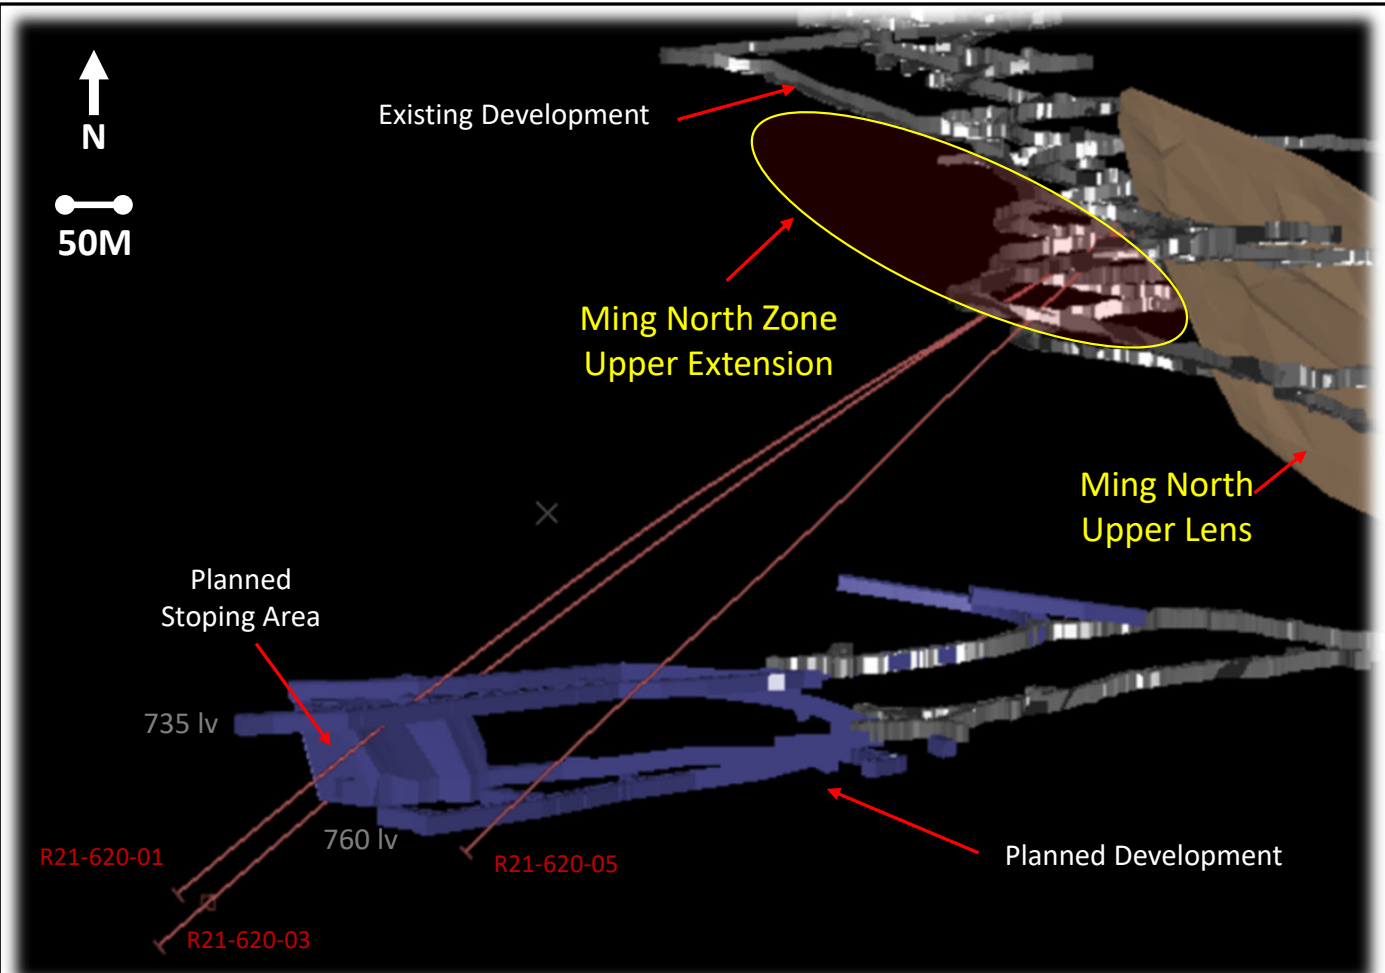 N
50M
Existing Development
Ming North Zone
Upper Extension
Ming North
Upper Lens
Planned
Stoping Area
735 lv
760 lv
R21-620-01
R21-620-05
R21-620-03
Planned Development